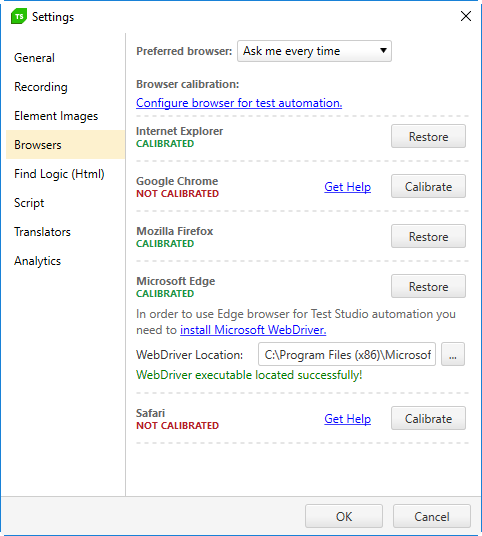 TS Settings
General
Recording
Element Images
Browsers
Find Logic (Html)
Script
Translators
Analytics
Preferred browser: Ask me every time
Browser calibration:
Configure browser for test automation.
Internet Explorer
CALIBRATED
Restore
Google Chrome
NOT CALIBRATED
Get Help
Calibrate
Mozilla Firefox
CALIBRATED
Restore
Microsoft Edge
CALIBRATED
Restore
In order to use Edge browser for Test Studio automation you
need to install Microsoft WebDriver.
WebDriver Location: C:\Program Files (x86)\Microsof ...
WebDriver executable located successfully!
Safari
NOT CALIBRATED
Get Help
Calibrate
OK
Cancel